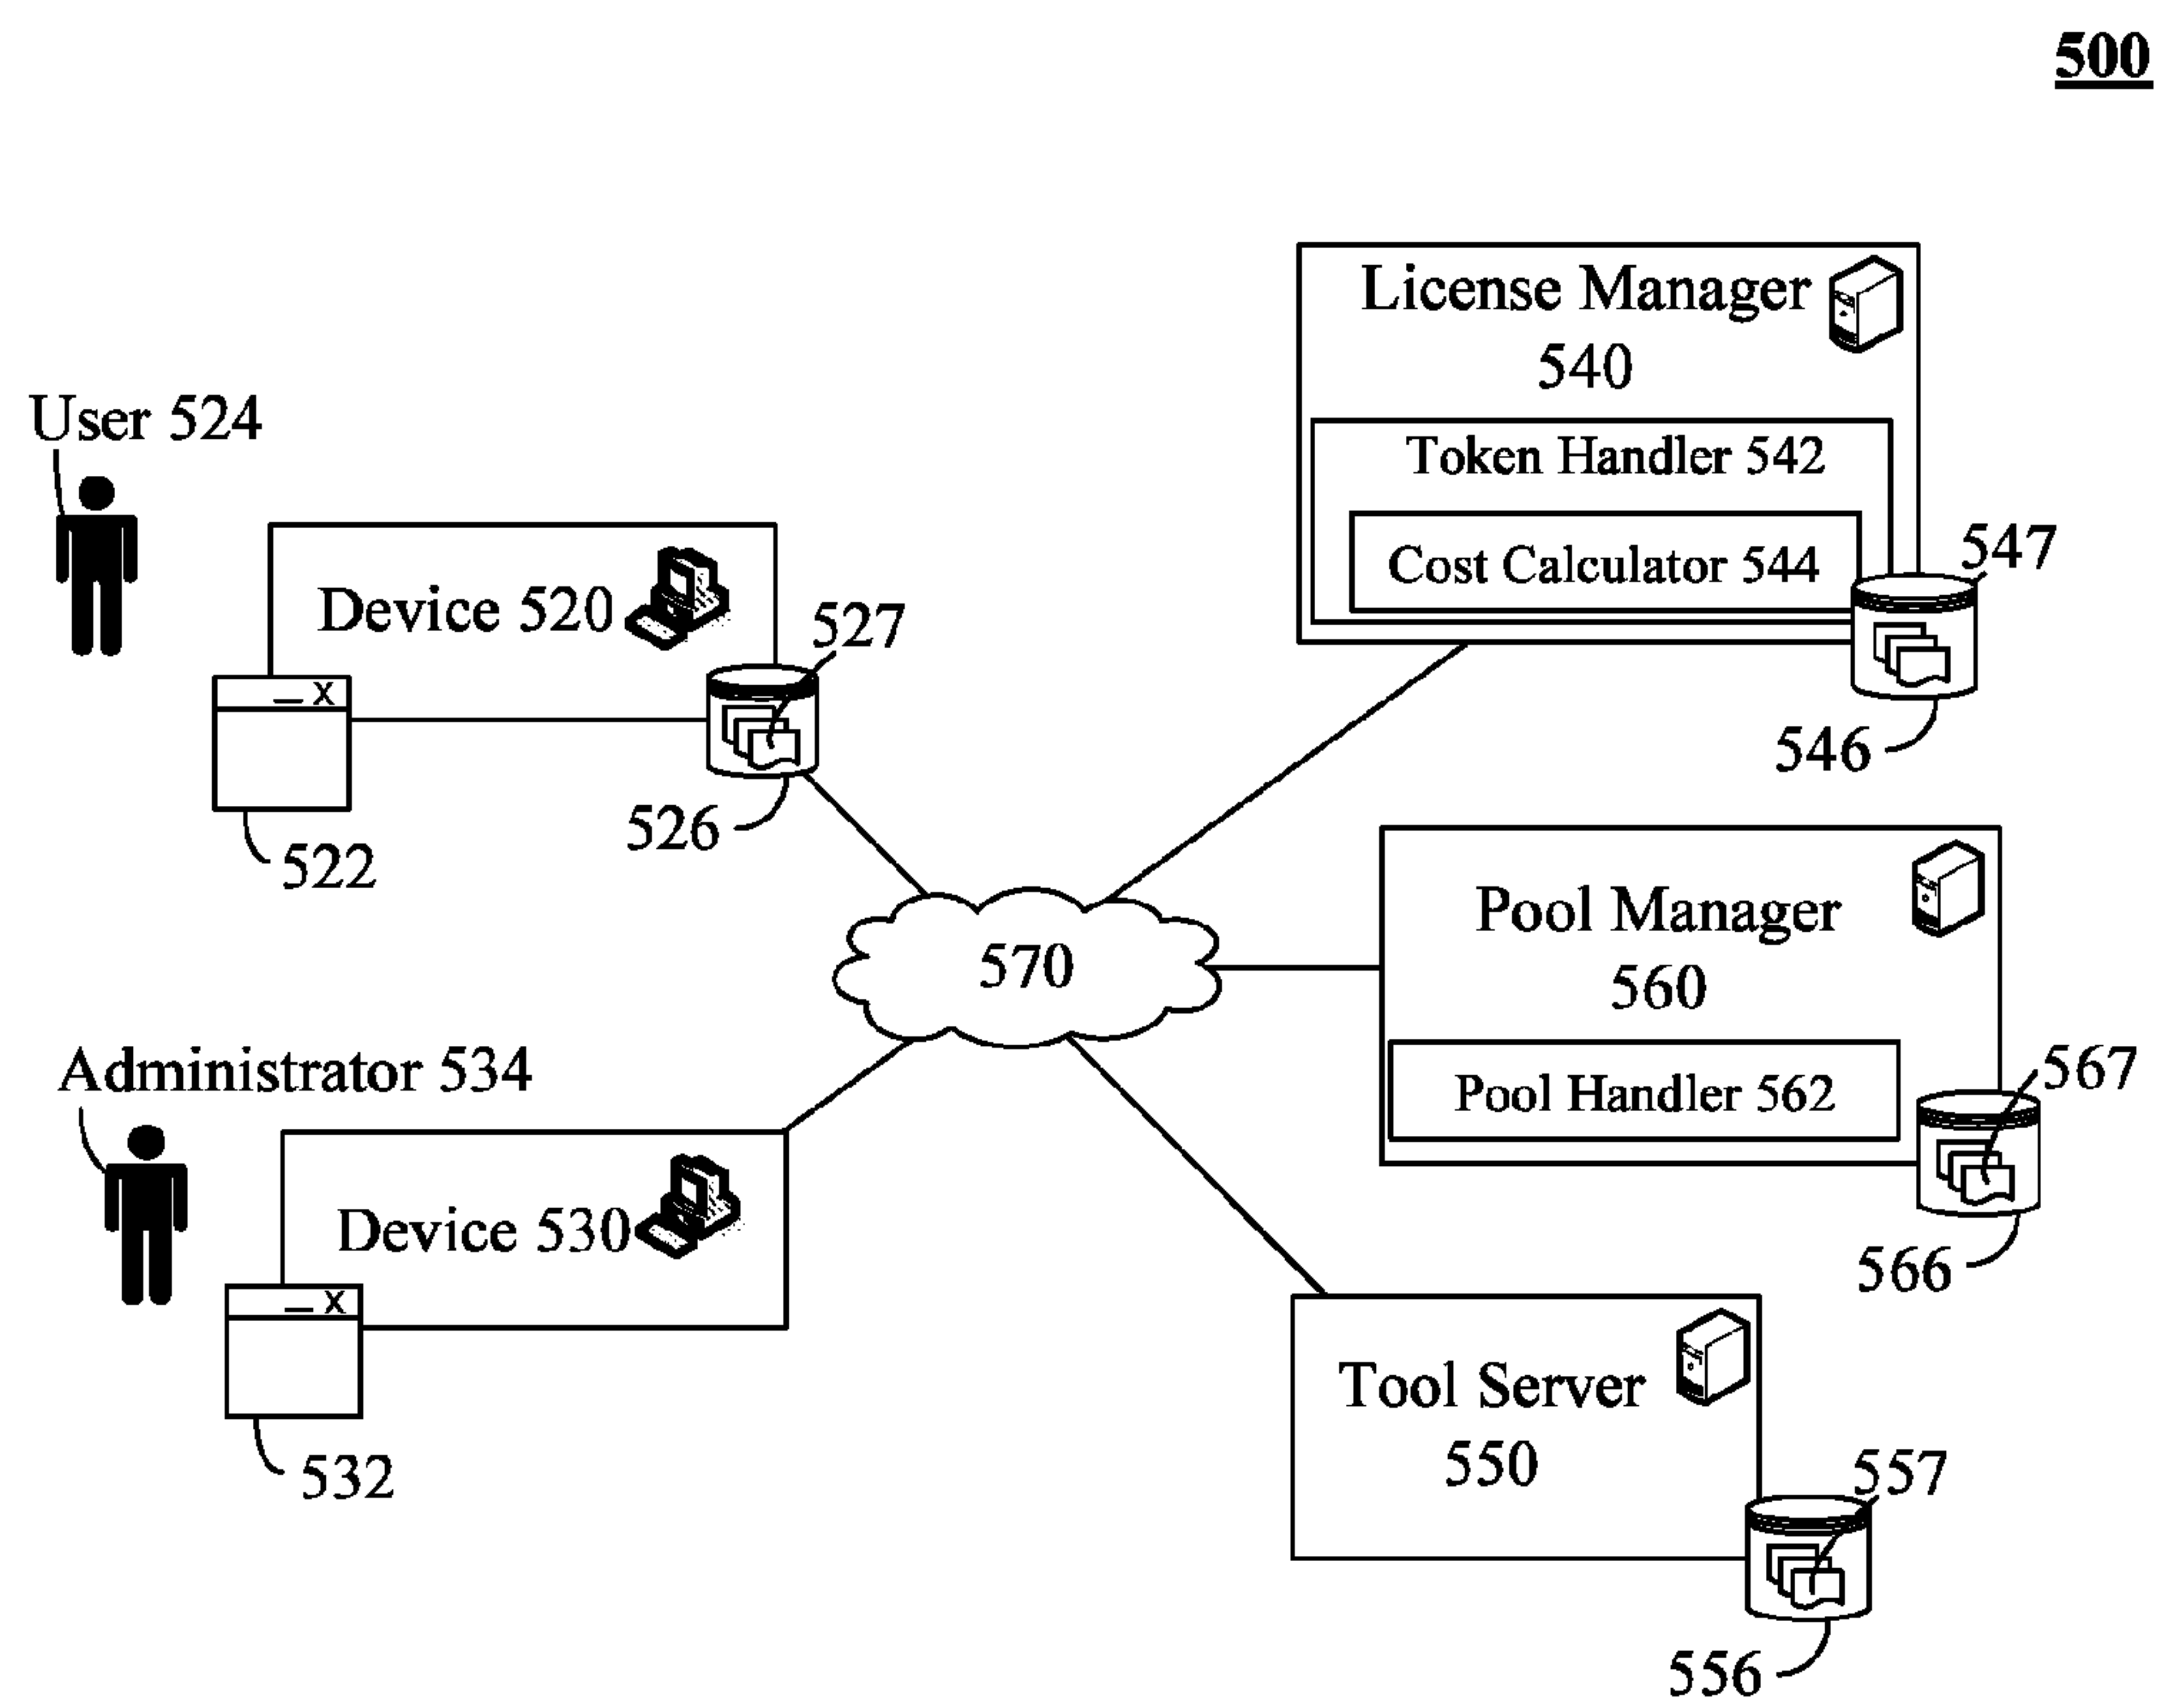 500
License Manager
540
User 524
Token Handler 542
547
Cost Calculator 544
Device 520
527
_ X
546
526
522
Pool Manager
570
560
567
Administrator 534
Pool Handler 562
Device 530
566
_ X
Tool Server
532
550
557
556